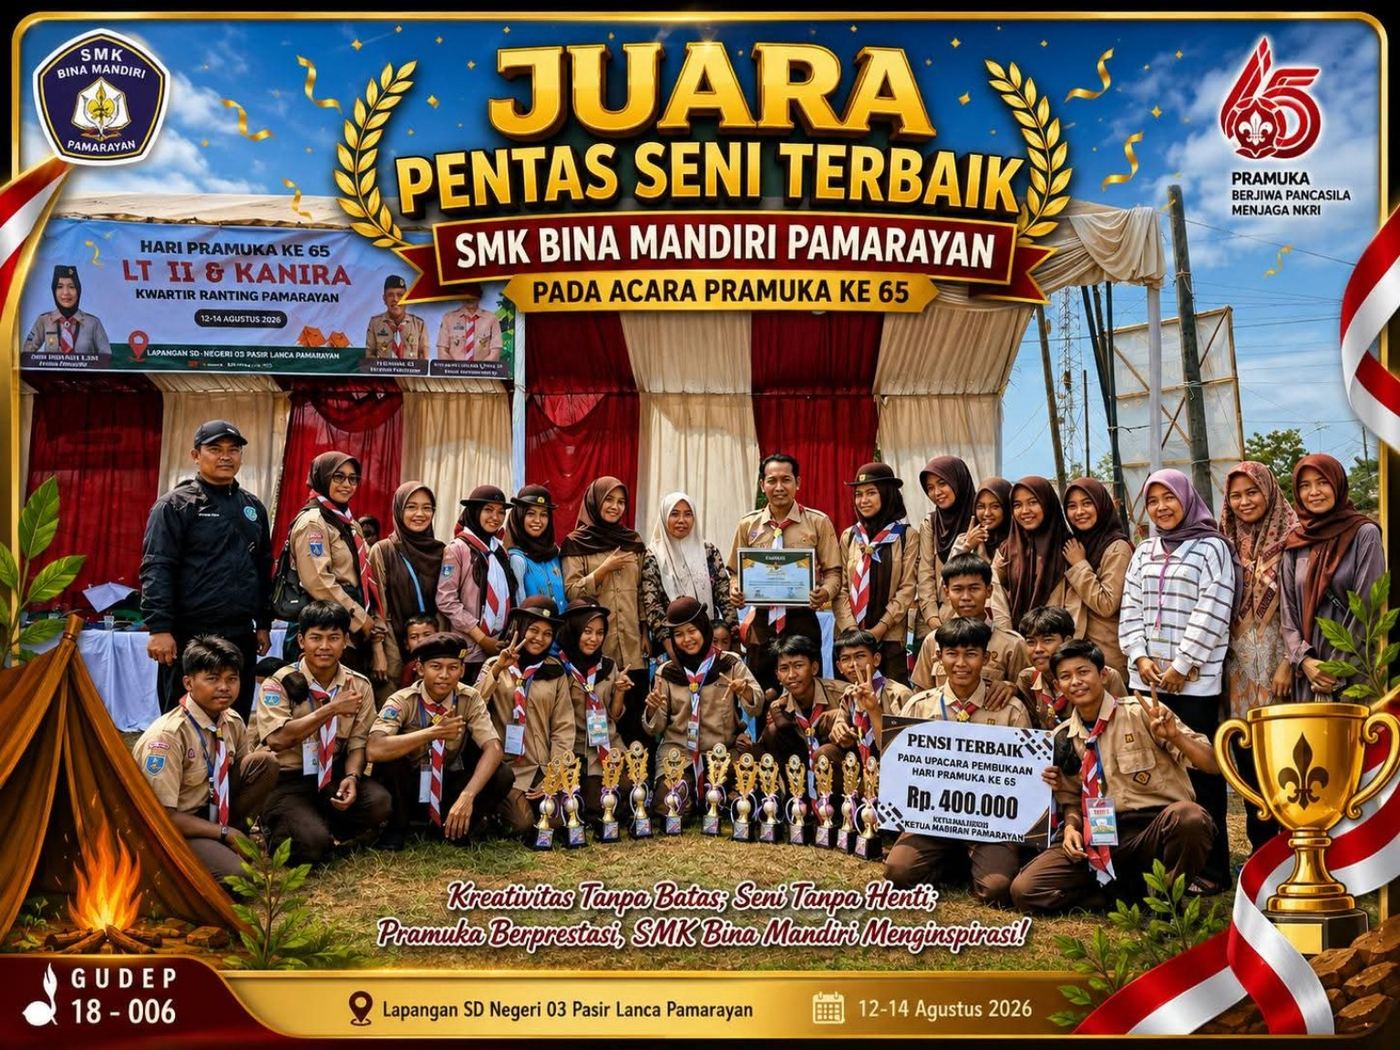 SMK
BINA MANDIRI
PAMARAYAN
JUARA
PENTAS SENI TERBAIK
SMK BINA MANDIRI PAMARAYAN
PADA ACARA PRAMUKA KE 65
65
PRAMUKA
BERJIWA PANCASILA
MENJAGA NKRI
HARI PRAMUKA KE 65
LT II & KANIRA
KWARTIR RANTING PAMARAYAN
12-14 AGUSTUS 2026
LAPANGAN SD NEGERI 03 PASIR LANCA PAMARAYAN
PENSI TERBAIK
PADA UPACARA PEMBUKAAN
HARI PRAMUKA KE 65
Rp. 400.000
KETUA MABIRAN PAMARAYAN
Kreativitas Tanpa Batas; Seni Tanpa Henti;
Pramuka Berprestasi, SMK Bina Mandiri Menginspirasi!
GUDEP
18 - 006
Lapangan SD Negeri 03 Pasir Lanca Pamarayan
12-14 Agustus 2026